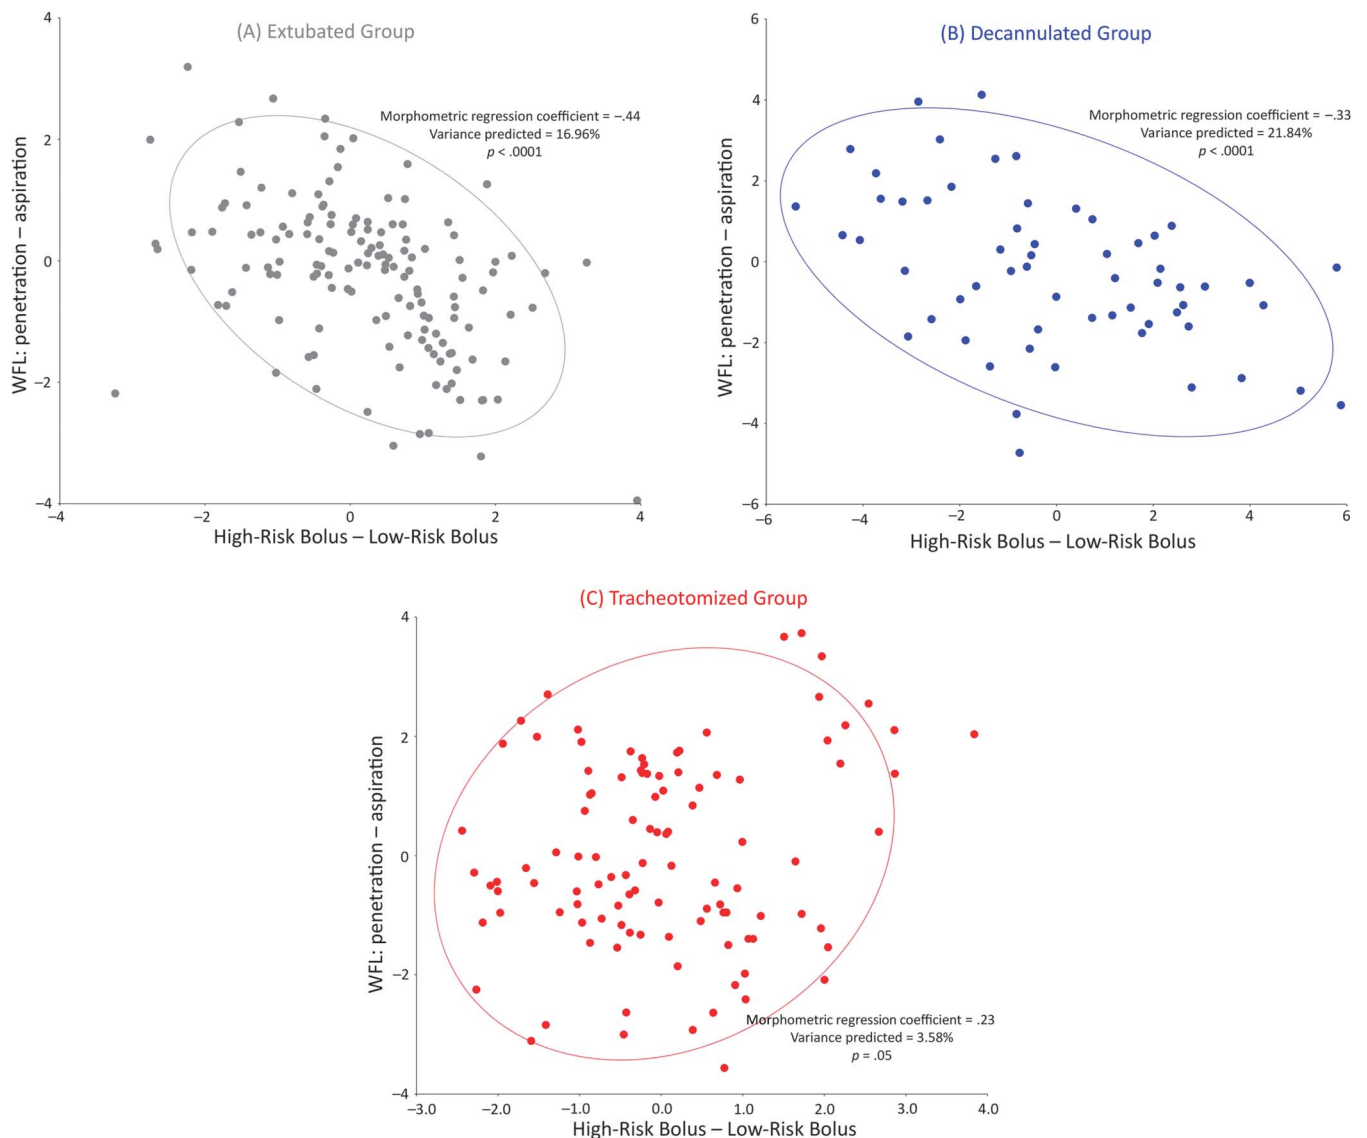 (A) Extubated Group
4
2
0
−2
−4
WFL: penetration – aspiration
Morphometric regression coefficient = −.44
Variance predicted = 16.96%
p < .0001
−4
−2
0
2
4
High-Risk Bolus – Low-Risk Bolus
(B) Decannulated Group
6
4
2
0
−2
−4
−6
WFL: penetration – aspiration
Morphometric regression coefficient = −.33
Variance predicted = 21.84%
p < .0001
−6
−4
−2
0
2
4
6
High-Risk Bolus – Low-Risk Bolus
(C) Tracheotomized Group
4
2
0
−2
−4
WFL: penetration – aspiration
Morphometric regression coefficient = .23
Variance predicted = 3.58%
p = .05
−3.0
−2.0
−1.0
0.0
1.0
2.0
3.0
4.0
High-Risk Bolus – Low-Risk Bolus